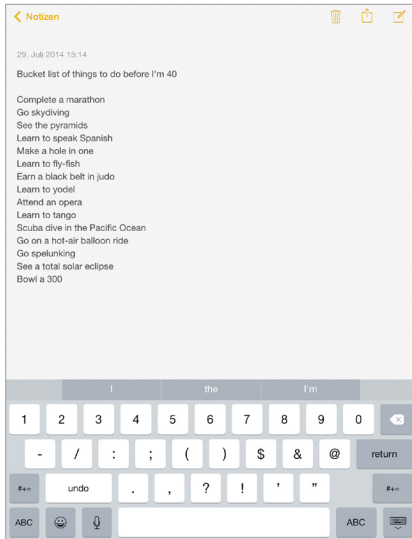 Notizen
29. Juli 2014 15:14
Bucket list of things to do before I'm 40
Complete a marathon
Go skydiving
See the pyramids
Learn to speak Spanish
Make a hole in one
Learn to fly-fish
Earn a black belt in judo
Learn to yodel
Attend an opera
Learn to tango
Scuba dive in the Pacific Ocean
Go on a hot-air balloon ride
Go spelunking
See a total solar eclipse
Bowl a 300
I the I'm
1 2 3 4 5 6 7 8 9 0
- / : ; ( ) $ & @ return
#+= undo . , ? ! ' " #+=
ABC ABC